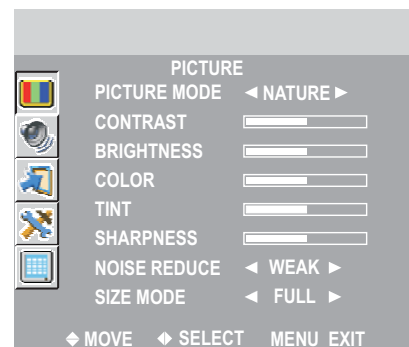 PICTURE
PICTURE MODE ◄ NATURE ►
CONTRAST
BRIGHTNESS
COLOR
TINT
SHARPNESS
NOISE REDUCE ◄ WEAK ►
SIZE MODE ◄ FULL ►
MOVE SELECT MENU EXIT